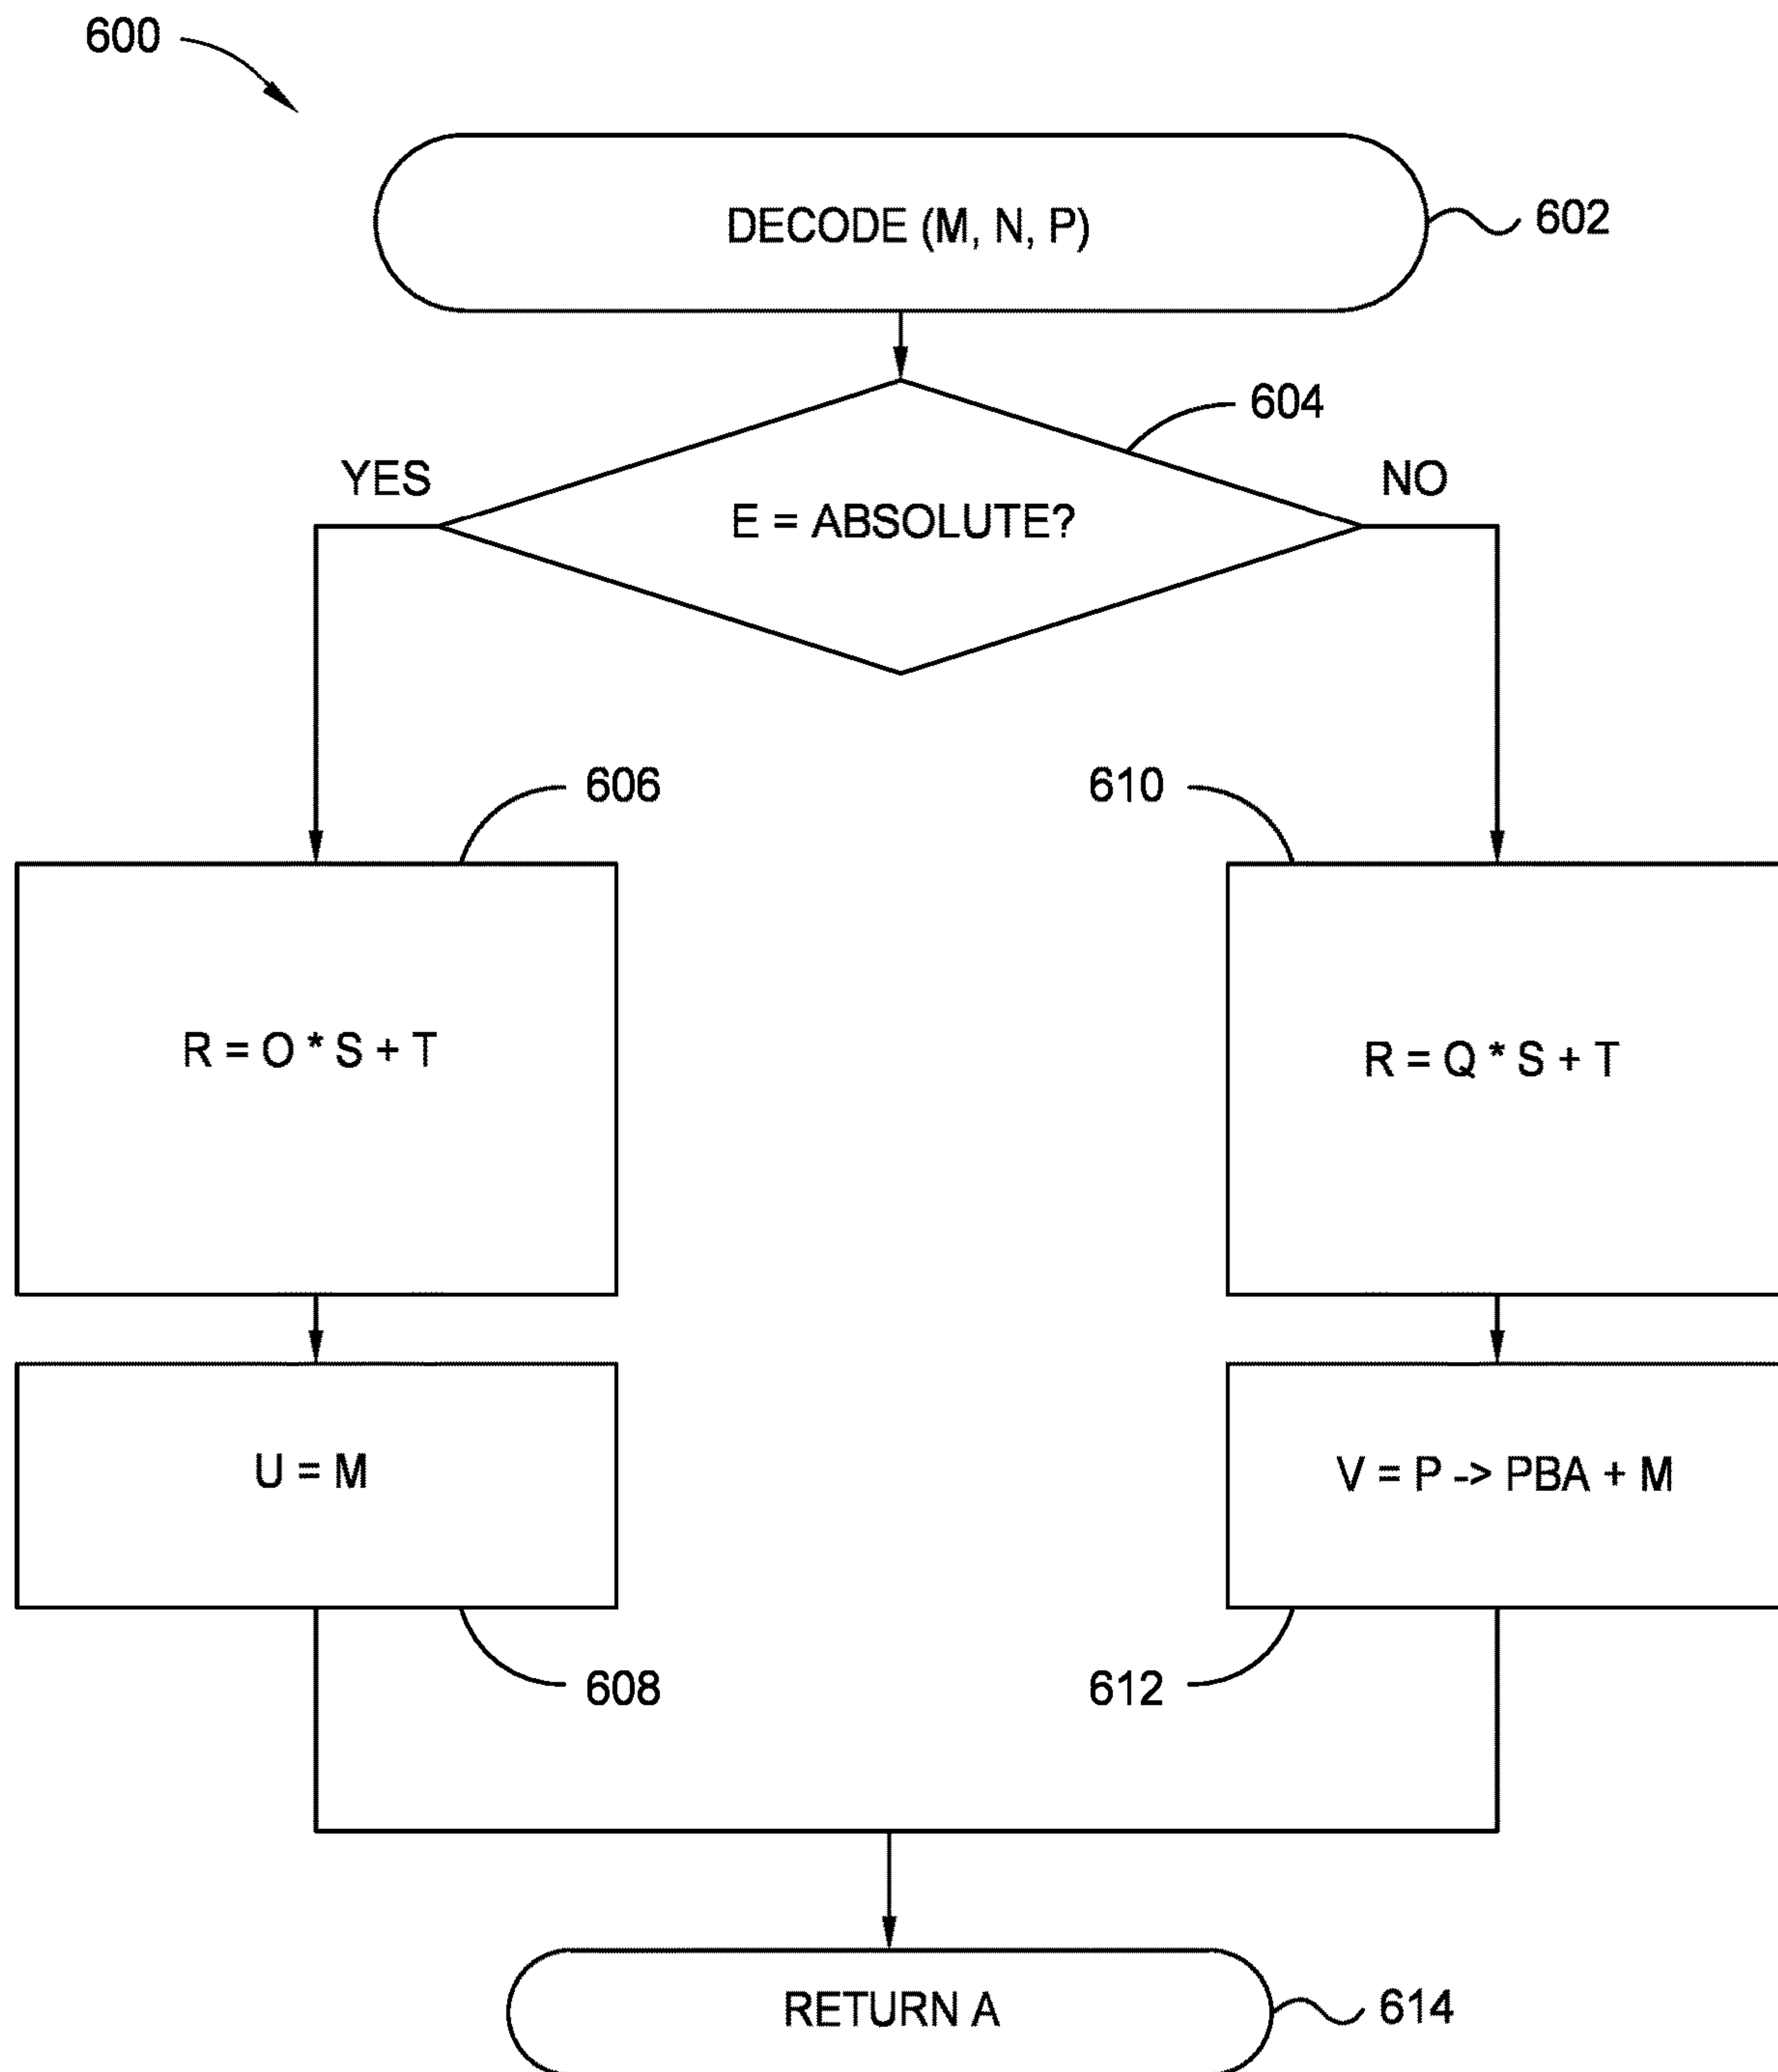 600
DECODE (M, N, P)
602
604
YES
NO
E = ABSOLUTE?
606
610
R = O * S + T
R = Q * S + T
U = M
V = P -> PBA + M
608
612
RETURN A
614